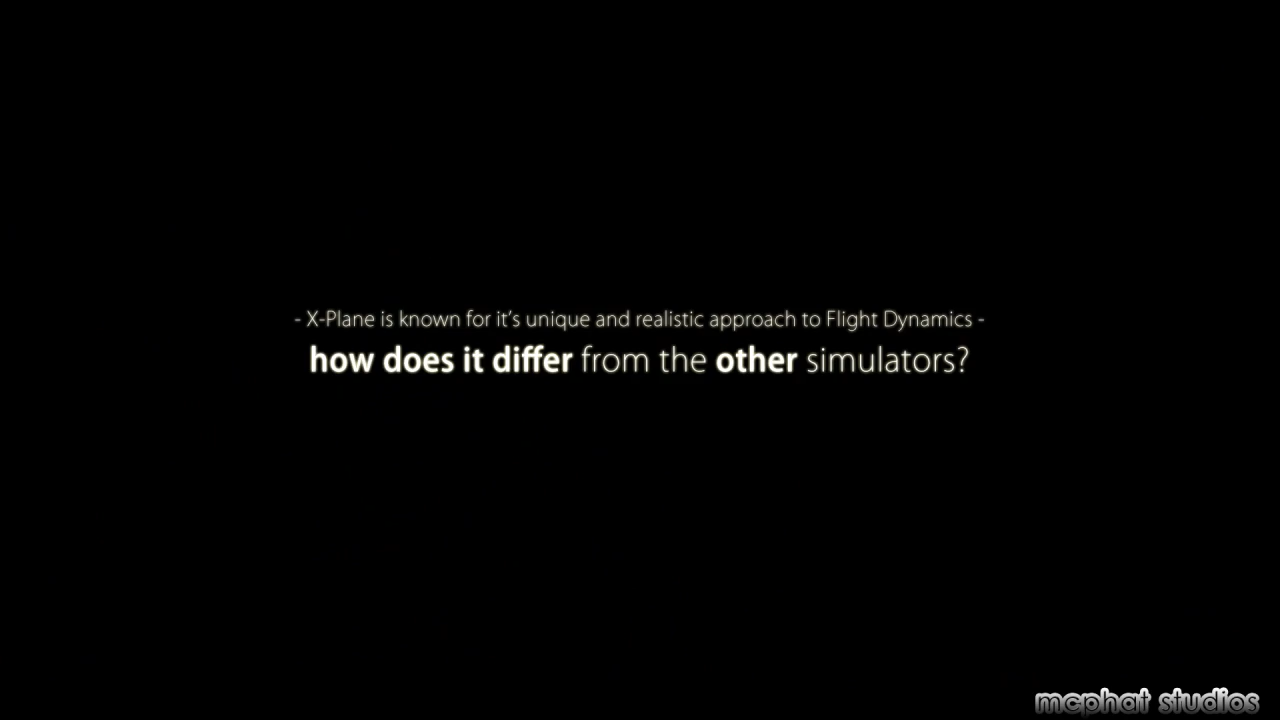 - X-Plane is known for it's unique and realistic approach to Flight Dynamics -
how does it differ from the other simulators?
mcphat studios